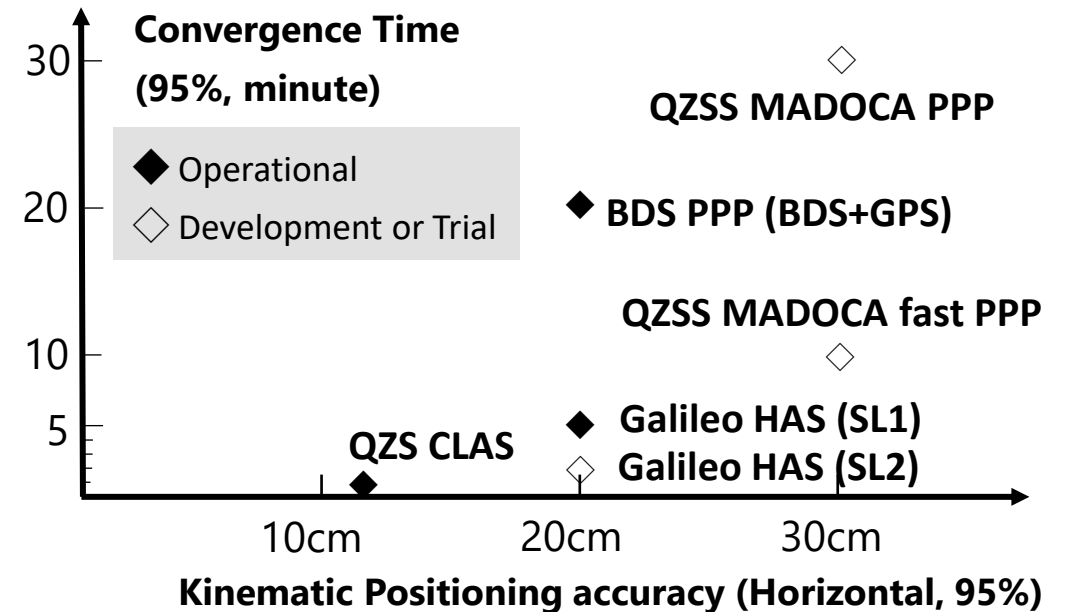 Convergence Time
(95%, minute)
30
QZSS MADOCA PPP
Operational
20
BDS PPP (BDS+GPS)
Development or Trial
QZSS MADOCA fast PPP
10
5
Galileo HAS (SL1)
QZS CLAS
Galileo HAS (SL2)
10cm
20cm
30cm
Kinematic Positioning accuracy (Horizontal, 95%)